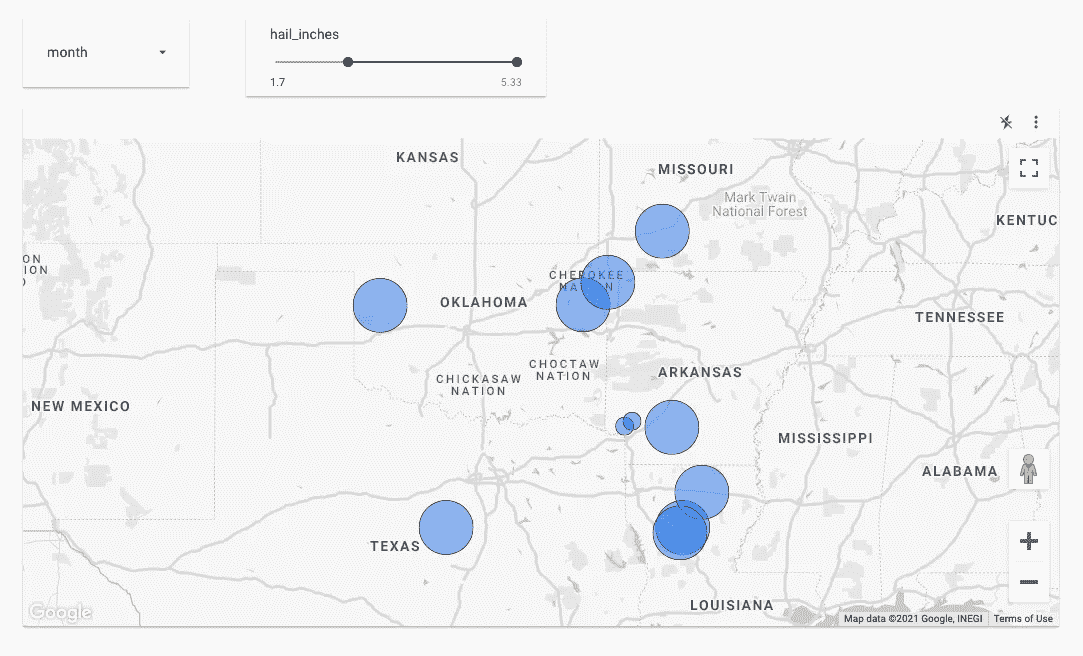 month
hail_inches
1.7
5.33
KANSAS
MISSOURI
Mark Twain
National Forest
KENTUC
ON
ION
CHEROKEE
NATION
OKLAHOMA
TENNESSEE
CHOCTAW
NATION
ARKANSAS
CHICKASAW
NATION
NEW MEXICO
MISSISSIPPI
ALABAMA
TEXAS
LOUISIANA
Google
Map data ©2021 Google, INEGI
Terms of Use